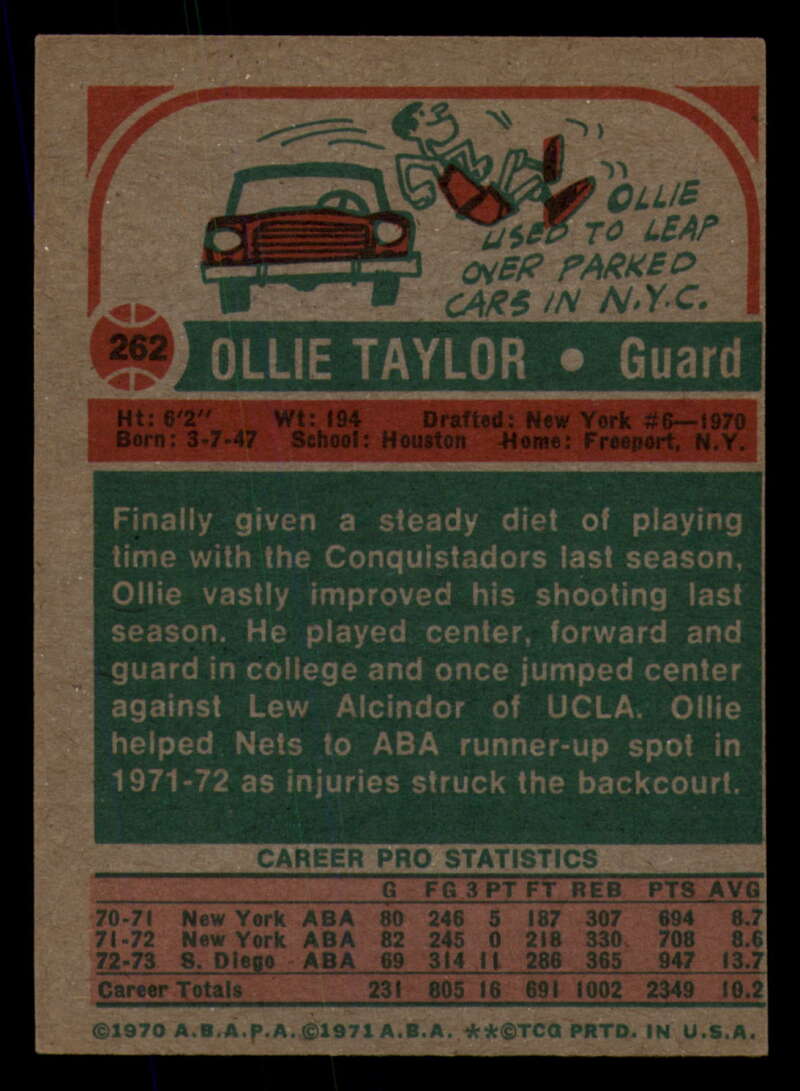 OLLIE
USED TO LEAP
OVER PARKED
CARS IN N.Y.C.
262 OLLIE TAYLOR • Guard
Ht: 6'2" Wt: 194 Drafted: New York #6—1970
Born: 3-7-47 School: Houston Home: Freeport, N.Y.
Finally given a steady diet of playing
time with the Conquistadors last season,
Ollie vastly improved his shooting last
season. He played center, forward and
guard in college and once jumped center
against Lew Alcindor of UCLA. Ollie
helped Nets to ABA runner-up spot in
1971-72 as injuries struck the backcourt.
CAREER PRO STATISTICS
G FG 3PT FT REB PTS AVG
70-71 New York ABA 80 246 5 187 307 694 8.7
71-72 New York ABA 82 245 0 218 330 708 8.6
72-73 S. Diego ABA 69 314 11 286 365 947 13.7
Career Totals 231 805 16 691 1002 2349 10.2
©1970 A.B.A.P.A. ©1971 A.B.A. **©TCG PRTD. IN U.S.A.